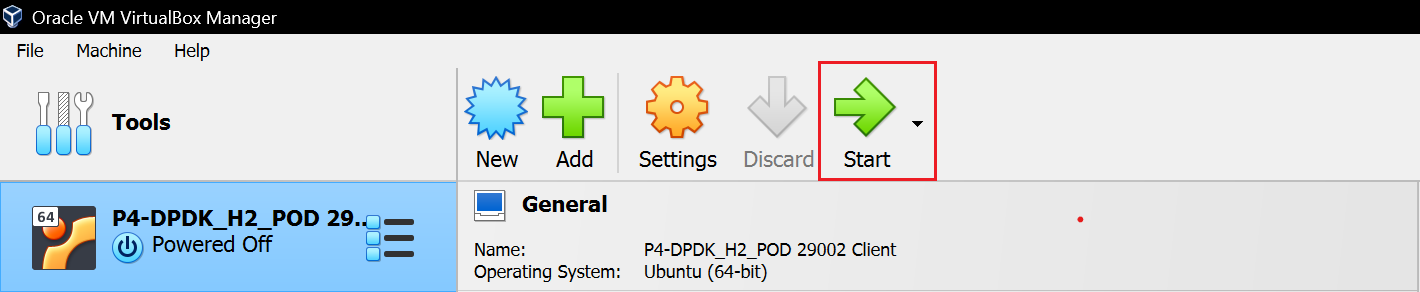 Oracle VM VirtualBox Manager
File Machine Help
Tools
New Add Settings Discard Start
64
P4-DPDK_H2_POD 29...
Powered Off
General
Name: P4-DPDK_H2_POD 29002 Client
Operating System: Ubuntu (64-bit)